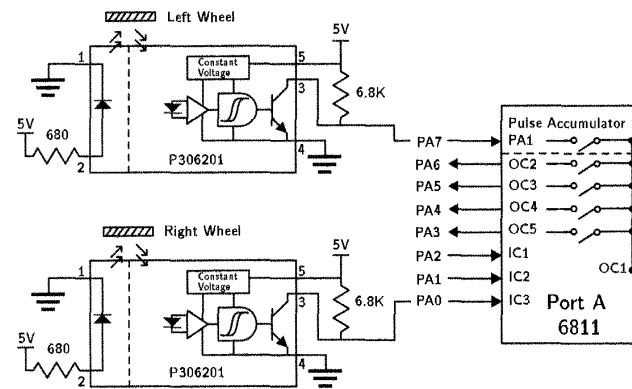 Left Wheel
5V
1
Constant
Voltage
5
3
6.8K
5V
680
2
P306201
4
Right Wheel
5V
1
Constant
Voltage
5
3
6.8K
5V
680
2
P306201
4
PA7
PA6
PA5
PA4
PA3
PA2
PA1
PA0
Pulse Accumulator
PA1
OC2
OC3
OC4
OC5
IC1
IC2
OC1
IC3
Port A
6811